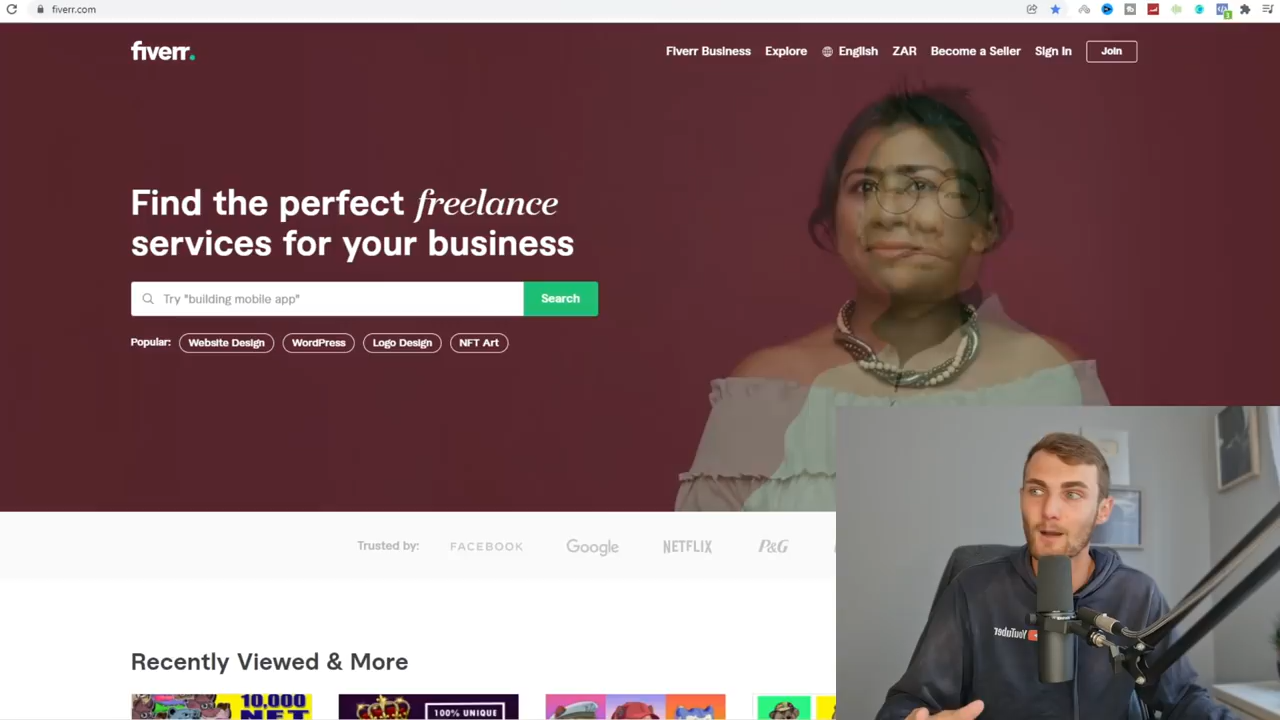 fiverr.com
fiverr.
Fiverr Business
Explore
English
ZAR
Become a Seller
Sign In
Join
Find the perfect freelance
services for your business
Try "building mobile app"
Search
Popular:
Website Design
WordPress
Logo Design
NFT Art
Trusted by:
FACEBOOK
Google
NETFLIX
P&G
YouTuber
Recently Viewed & More
10,000
NFT
100% UNIQUE